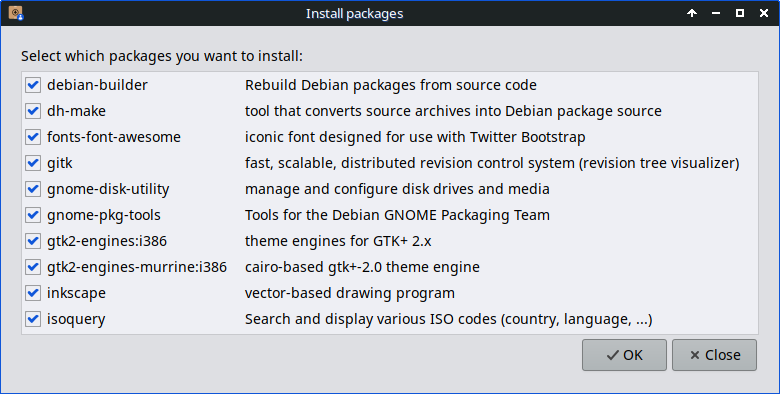 Install packages
Select which packages you want to install:
debian-builder Rebuild Debian packages from source code
dh-make tool that converts source archives into Debian package source
fonts-font-awesome iconic font designed for use with Twitter Bootstrap
gitk fast, scalable, distributed revision control system (revision tree visualizer)
gnome-disk-utility manage and configure disk drives and media
gnome-pkg-tools Tools for the Debian GNOME Packaging Team
gtk2-engines:i386 theme engines for GTK+ 2.x
gtk2-engines-murrine:i386 cairo-based gtk+-2.0 theme engine
inkscape vector-based drawing program
isoquery Search and display various ISO codes (country, language, ...)
OK Close